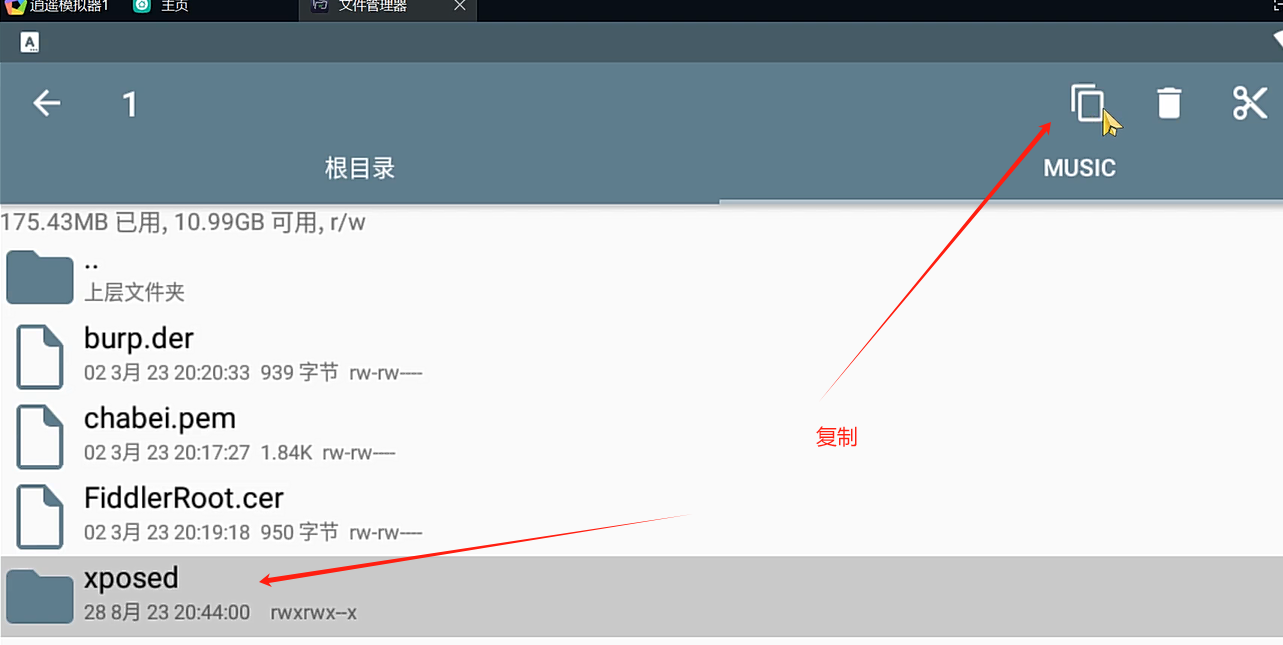 逍遥模拟器1 主页 文件管理器
A
1
根目录 MUSIC
175.43MB 已用, 10.99GB 可用, r/w
..
上层文件夹
burp.der
02 3月 23 20:20:33 939 字节 rw-rw----
chabei.pem
02 3月 23 20:17:27 1.84K rw-rw----
复制
FiddlerRoot.cer
02 3月 23 20:19:18 950 字节 rw-rw----
xposed
28 8月 23 20:44:00 rwxrwx--x